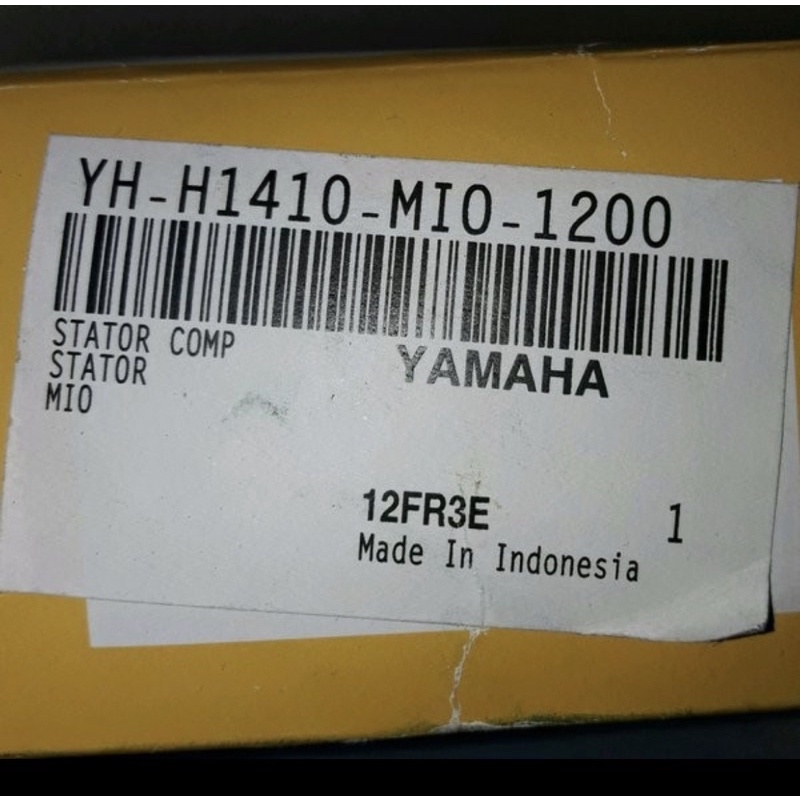 YH-H1410-MIO-1200
STATOR COMP
STATOR
MIO
YAMAHA
12FR3E
1
Made In Indonesia